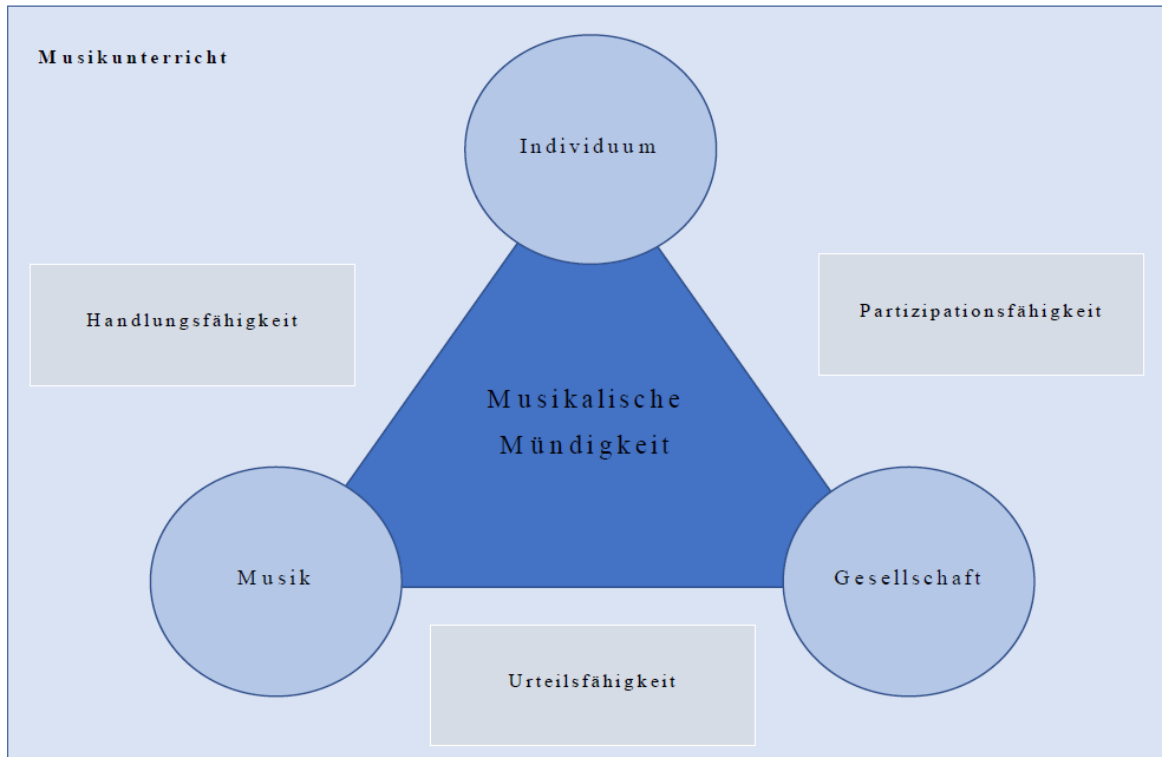 Musikunterricht
Individuum
Handlungsfähigkeit
Partizipationsfähigkeit
Musikalische
Mündigkeit
Musik
Gesellschaft
Urteilsfähigkeit